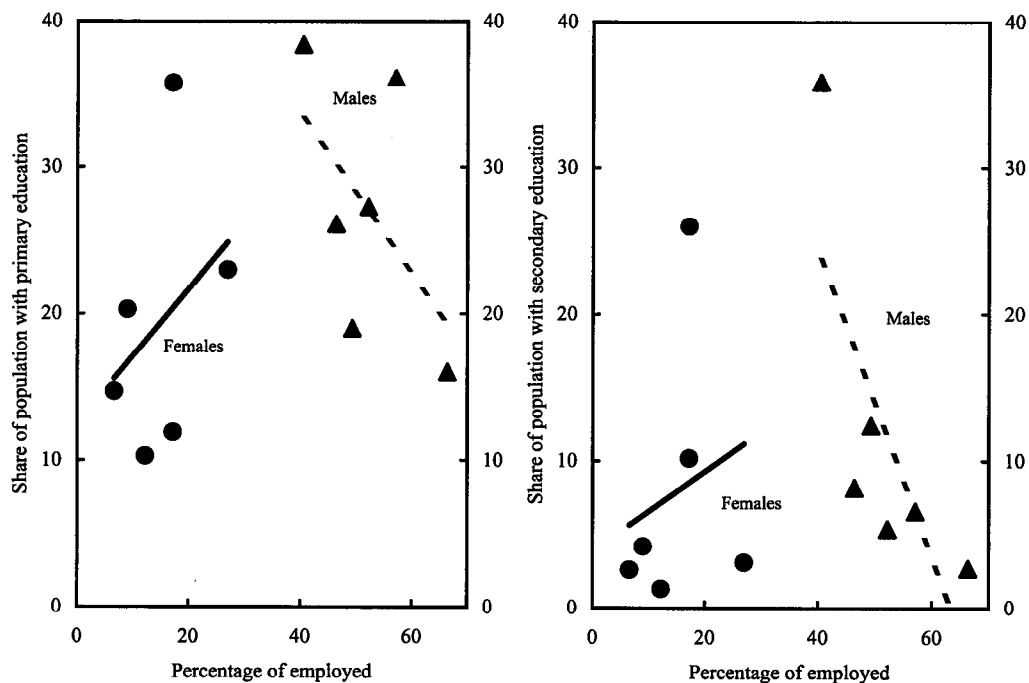 Share of population with primary education
40
30
20
10
0
Males
Females
40
30
20
10
0
0 20 40 60
Percentage of employed
Share of population with secondary education
40
30
20
10
0
Males
Females
40
30
20
10
0
0 20 40 60
Percentage of employed